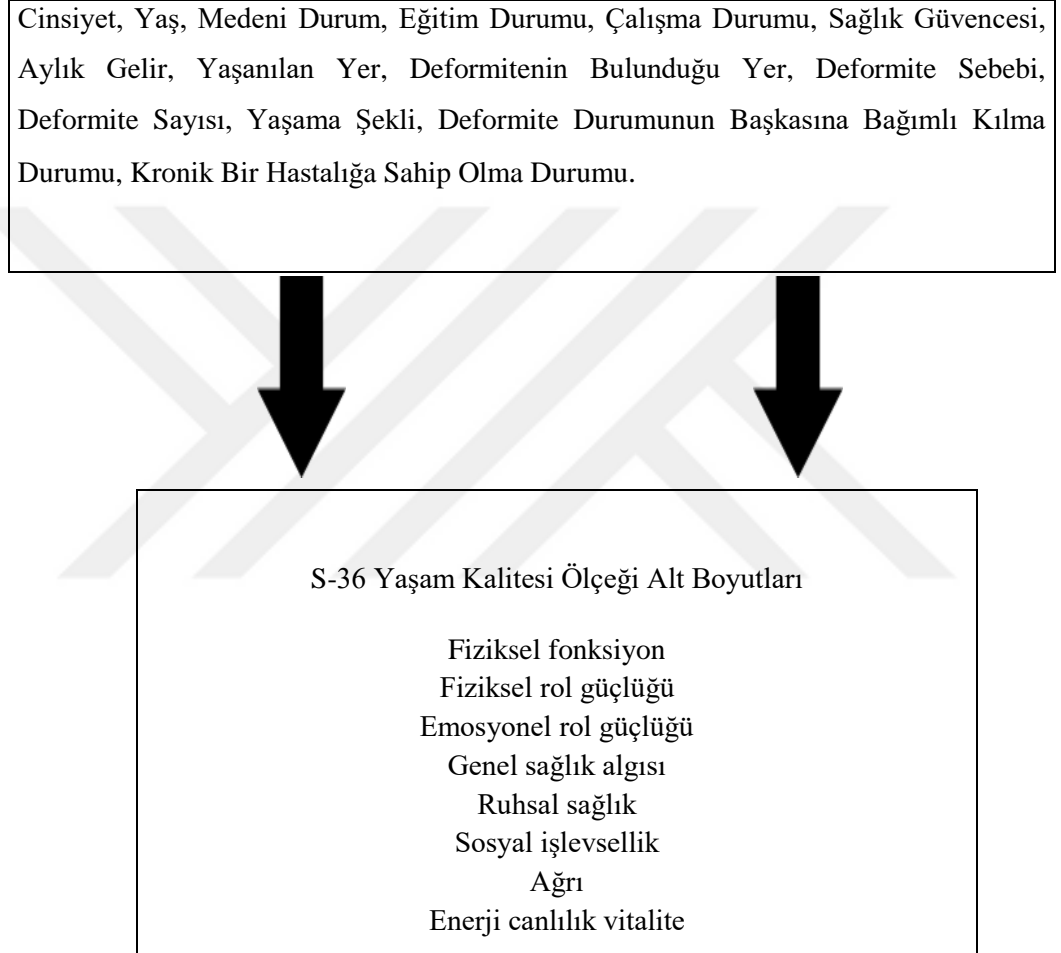 Cinsiyet, Yaş, Medeni Durum, Eğitim Durumu, Çalışma Durumu, Sağlık Güvencesi,
Aylık Gelir, Yaşanılan Yer, Deformitenin Bulunduğu Yer, Deformite Sebebi,
Deformite Sayısı, Yaşama Şekli, Deformite Durumunun Başkasına Bağımlı Kılma
Durumu, Kronik Bir Hastalığa Sahip Olma Durumu.
S-36 Yaşam Kalitesi Ölçeği Alt Boyutları
Fiziksel fonksiyon
Fiziksel rol güçlüğü
Emosyonel rol güçlüğü
Genel sağlık algısı
Ruhsal sağlık
Sosyal işlevsellik
Ağrı
Enerji canlılık vitalite